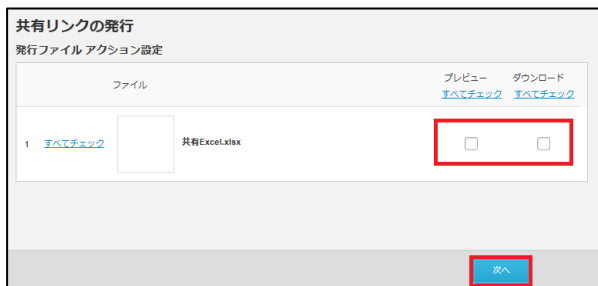 共有リンクの発行
発行ファイル アクション設定
ファイル
プレビュー ダウンロード
すべてチェック すべてチェック
1 すべてチェック 共有Excel.xlsx
次へ